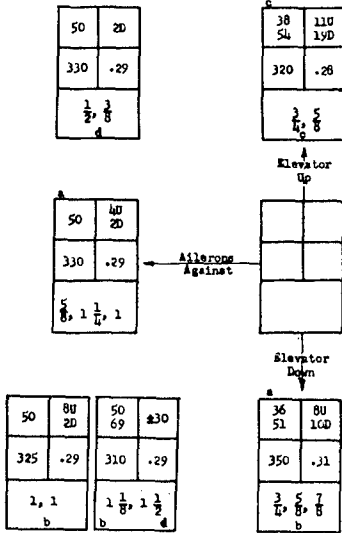 50 2D
330 .29
1/2, 3/8
d
c
38 11U
54 19D
320 .28
3/4, 5/8
c
Elevator
Up
a
50 4U
2D
330 .29
5/8, 1 1/4, 1
Ailerons
Against
Elevator
Down
50 8U
2D
325 .29
1, 1
b
50 ±30
69
310 .29
1 1/8, 1 1/2
b d
a
36 8U
51 10D
350 .31
3/4, 5/8, 7/8
b